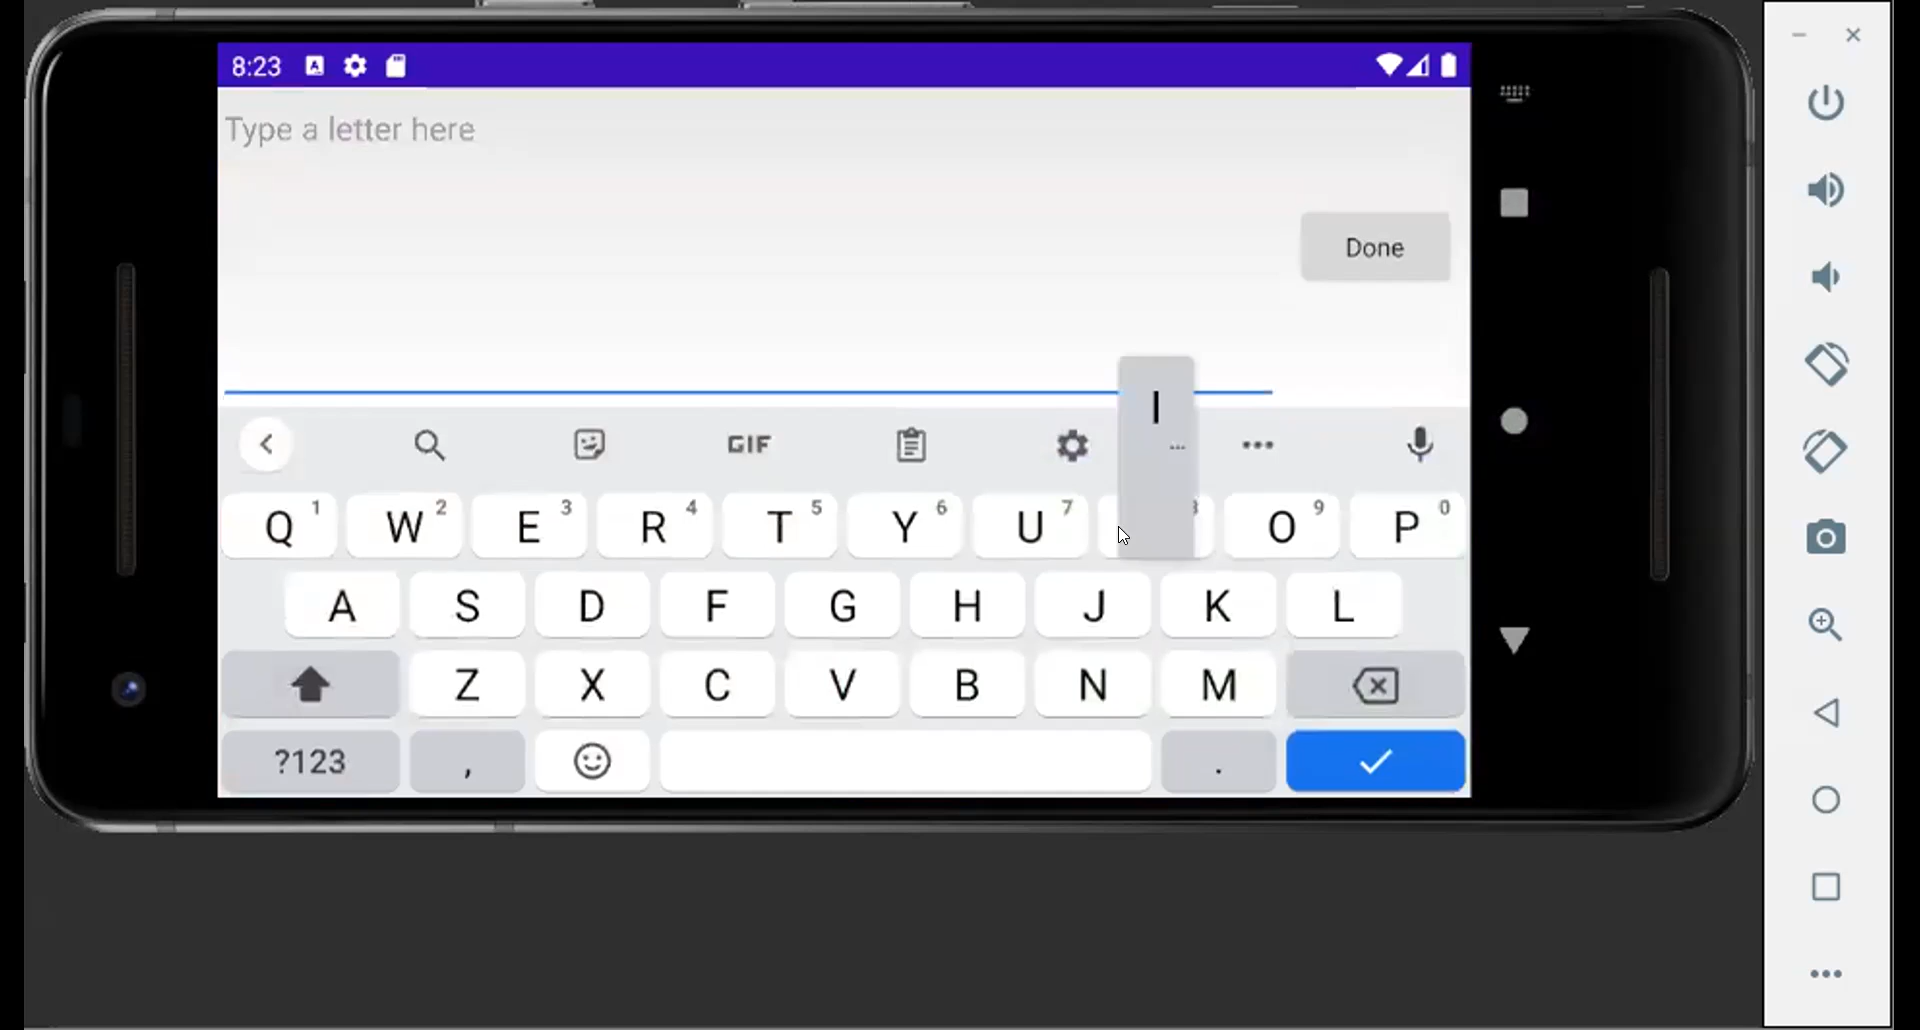 8:23 A
Type a letter here
Done
I
...
GIF
Q 1 W 2 E 3 R 4 T 5 Y 6 U 7 O 9 P 0
A S D F G H J K L
Z X C V B N M
?123 , .